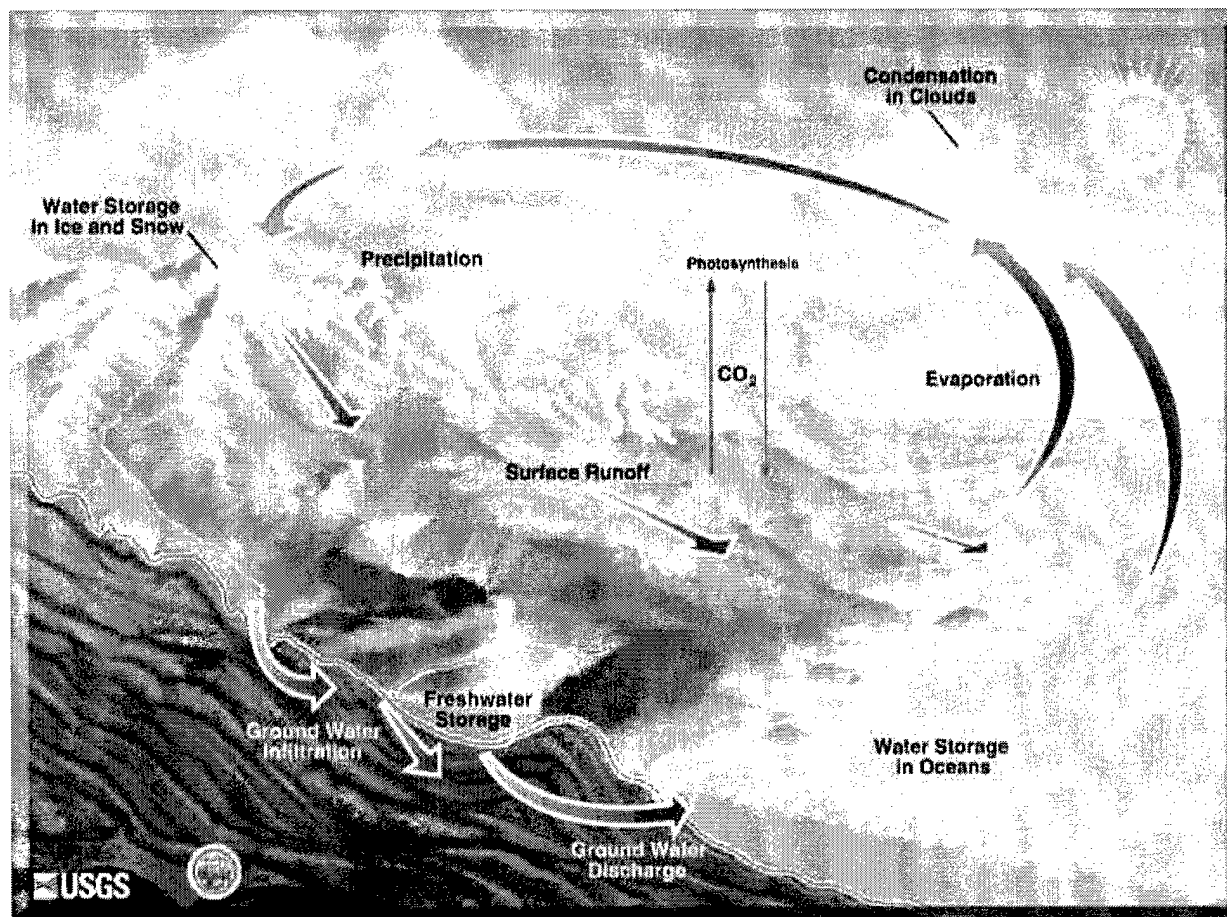 Condensation
in Clouds
Water Storage
in Ice and Snow
Precipitation
Photosynthesis
CO₂
Evaporation
Surface Runoff
Freshwater
Storage
Ground Water
Infiltration
Water Storage
in Oceans
Ground Water
Discharge
USGS